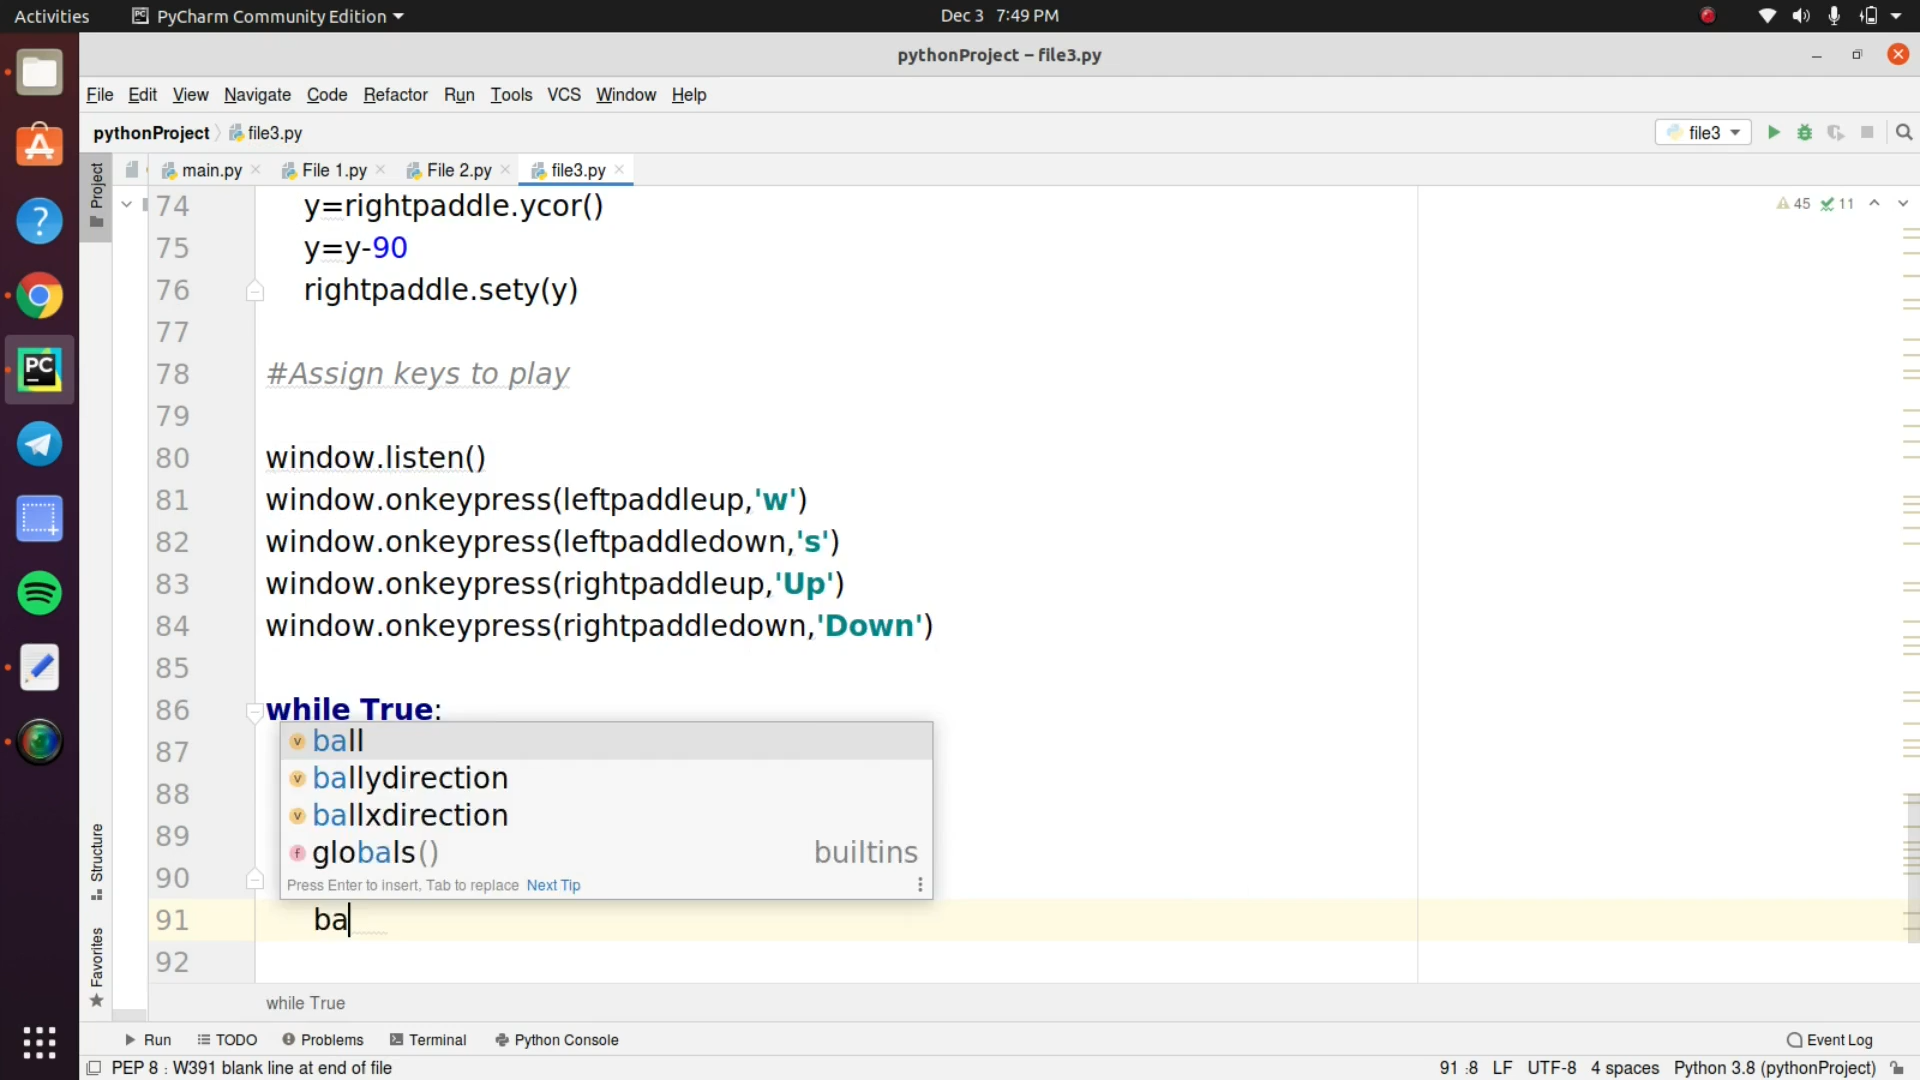 Activities PyCharm Community Edition Dec 3 7:49 PM
pythonProject – file3.py
File Edit View Navigate Code Refactor Run Tools VCS Window Help
pythonProject file3.py file3
main.py File 1.py File 2.py file3.py
Project
74 y=rightpaddle.ycor() 45 11
75 y=y-90
76 rightpaddle.sety(y)
77
78 #Assign keys to play
79
80 window.listen()
81 window.onkeypress(leftpaddleup,'w')
82 window.onkeypress(leftpaddledown,'s')
83 window.onkeypress(rightpaddleup,'Up')
84 window.onkeypress(rightpaddledown,'Down')
85
86 while True:
87 ball
88 ballydirection
89 ballxdirection
90 globals() builtins
Press Enter to insert, Tab to replace Next Tip
91 ba
92
Structure
Favorites
while True
Run TODO Problems Terminal Python Console Event Log
PEP 8 : W391 blank line at end of file 91:8 LF UTF-8 4 spaces Python 3.8 (pythonProject)